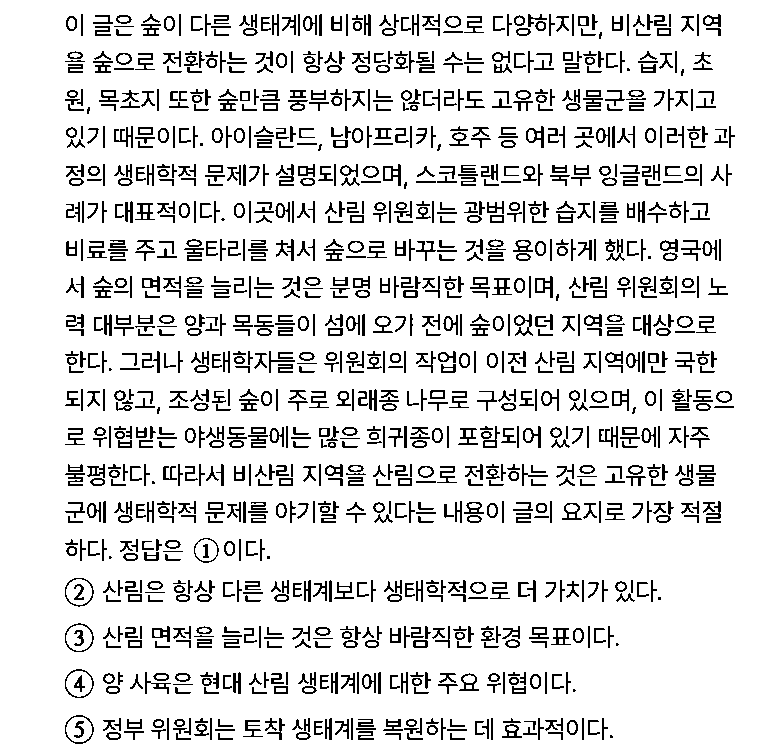 이 글은 숲이 다른 생태계에 비해 상대적으로 다양하지만, 비산림 지역
을 숲으로 전환하는 것이 항상 정당화될 수는 없다고 말한다. 습지, 초
원, 목초지 또한 숲만큼 풍부하지는 않더라도 고유한 생물군을 가지고
있기 때문이다. 아이슬란드, 남아프리카, 호주 등 여러 곳에서 이러한 과
정의 생태학적 문제가 설명되었으며, 스코틀랜드와 북부 잉글랜드의 사
례가 대표적이다. 이곳에서 산림 위원회는 광범위한 습지를 배수하고
비료를 주고 울타리를 쳐서 숲으로 바꾸는 것을 용이하게 했다. 영국에
서 숲의 면적을 늘리는 것은 분명 바람직한 목표이며, 산림 위원회의 노
력 대부분은 양과 목동들이 섬에 오기 전에 숲이었던 지역을 대상으로
한다. 그러나 생태학자들은 위원회의 작업이 이전 산림 지역에만 국한
되지 않고, 조성된 숲이 주로 외래종 나무로 구성되어 있으며, 이 활동으
로 위협받는 야생동물에는 많은 희귀종이 포함되어 있기 때문에 자주
불평한다. 따라서 비산림 지역을 산림으로 전환하는 것은 고유한 생물
군에 생태학적 문제를 야기할 수 있다는 내용이 글의 요지로 가장 적절
하다. 정답은 ①이다.
② 산림은 항상 다른 생태계보다 생태학적으로 더 가치가 있다.
③ 산림 면적을 늘리는 것은 항상 바람직한 환경 목표이다.
④ 양 사육은 현대 산림 생태계에 대한 주요 위협이다.
⑤ 정부 위원회는 토착 생태계를 복원하는 데 효과적이다.